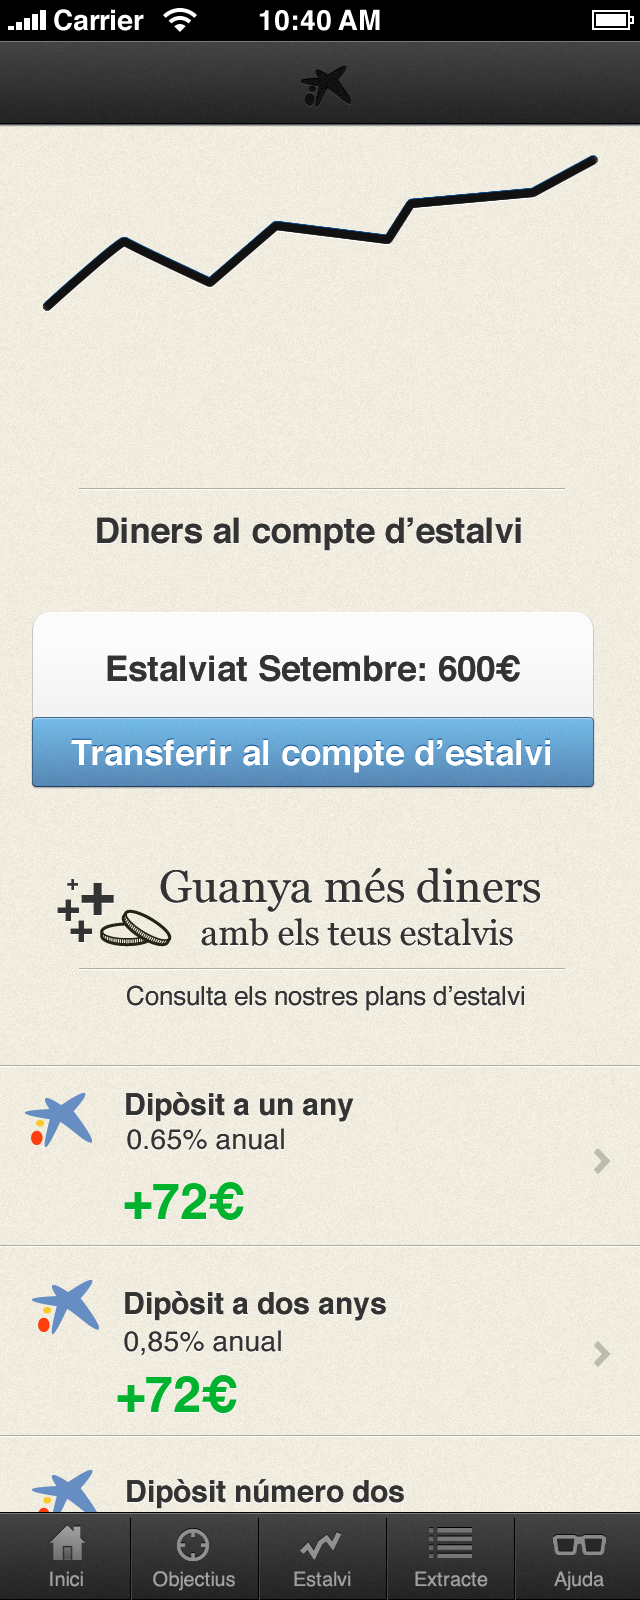 Carrier 10:40 AM
Diners al compte d’estalvi
Estalviat Setembre: 600€
Transferir al compte d’estalvi
Guanya més diners
amb els teus estalvis
Consulta els nostres plans d’estalvi
Dipòsit a un any
0.65% anual
+72€
Dipòsit a dos anys
0,85% anual
+72€
Dipòsit número dos
Inici Objectius Estalvi Extracte Ajuda